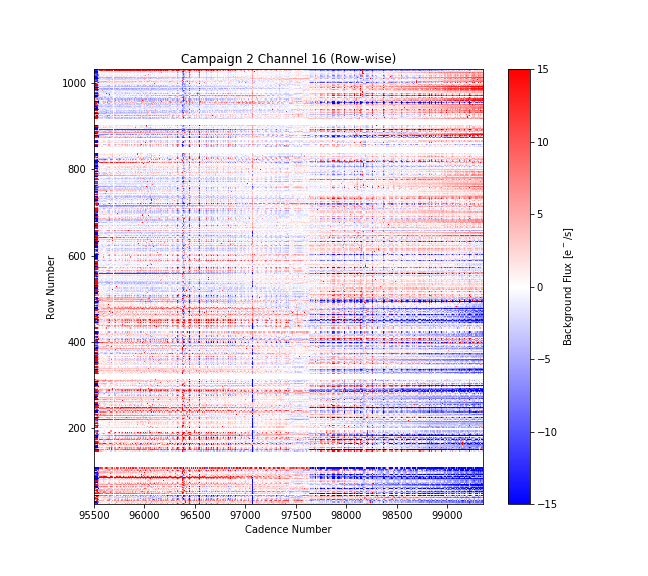 Campaign 2 Channel 16 (Row-wise)
1000
800
600
400
200
Row Number
95500 96000 96500 97000 97500 98000 98500 99000
Cadence Number
15
10
5
0
−5
−10
−15
Background Flux [e⁻/s]